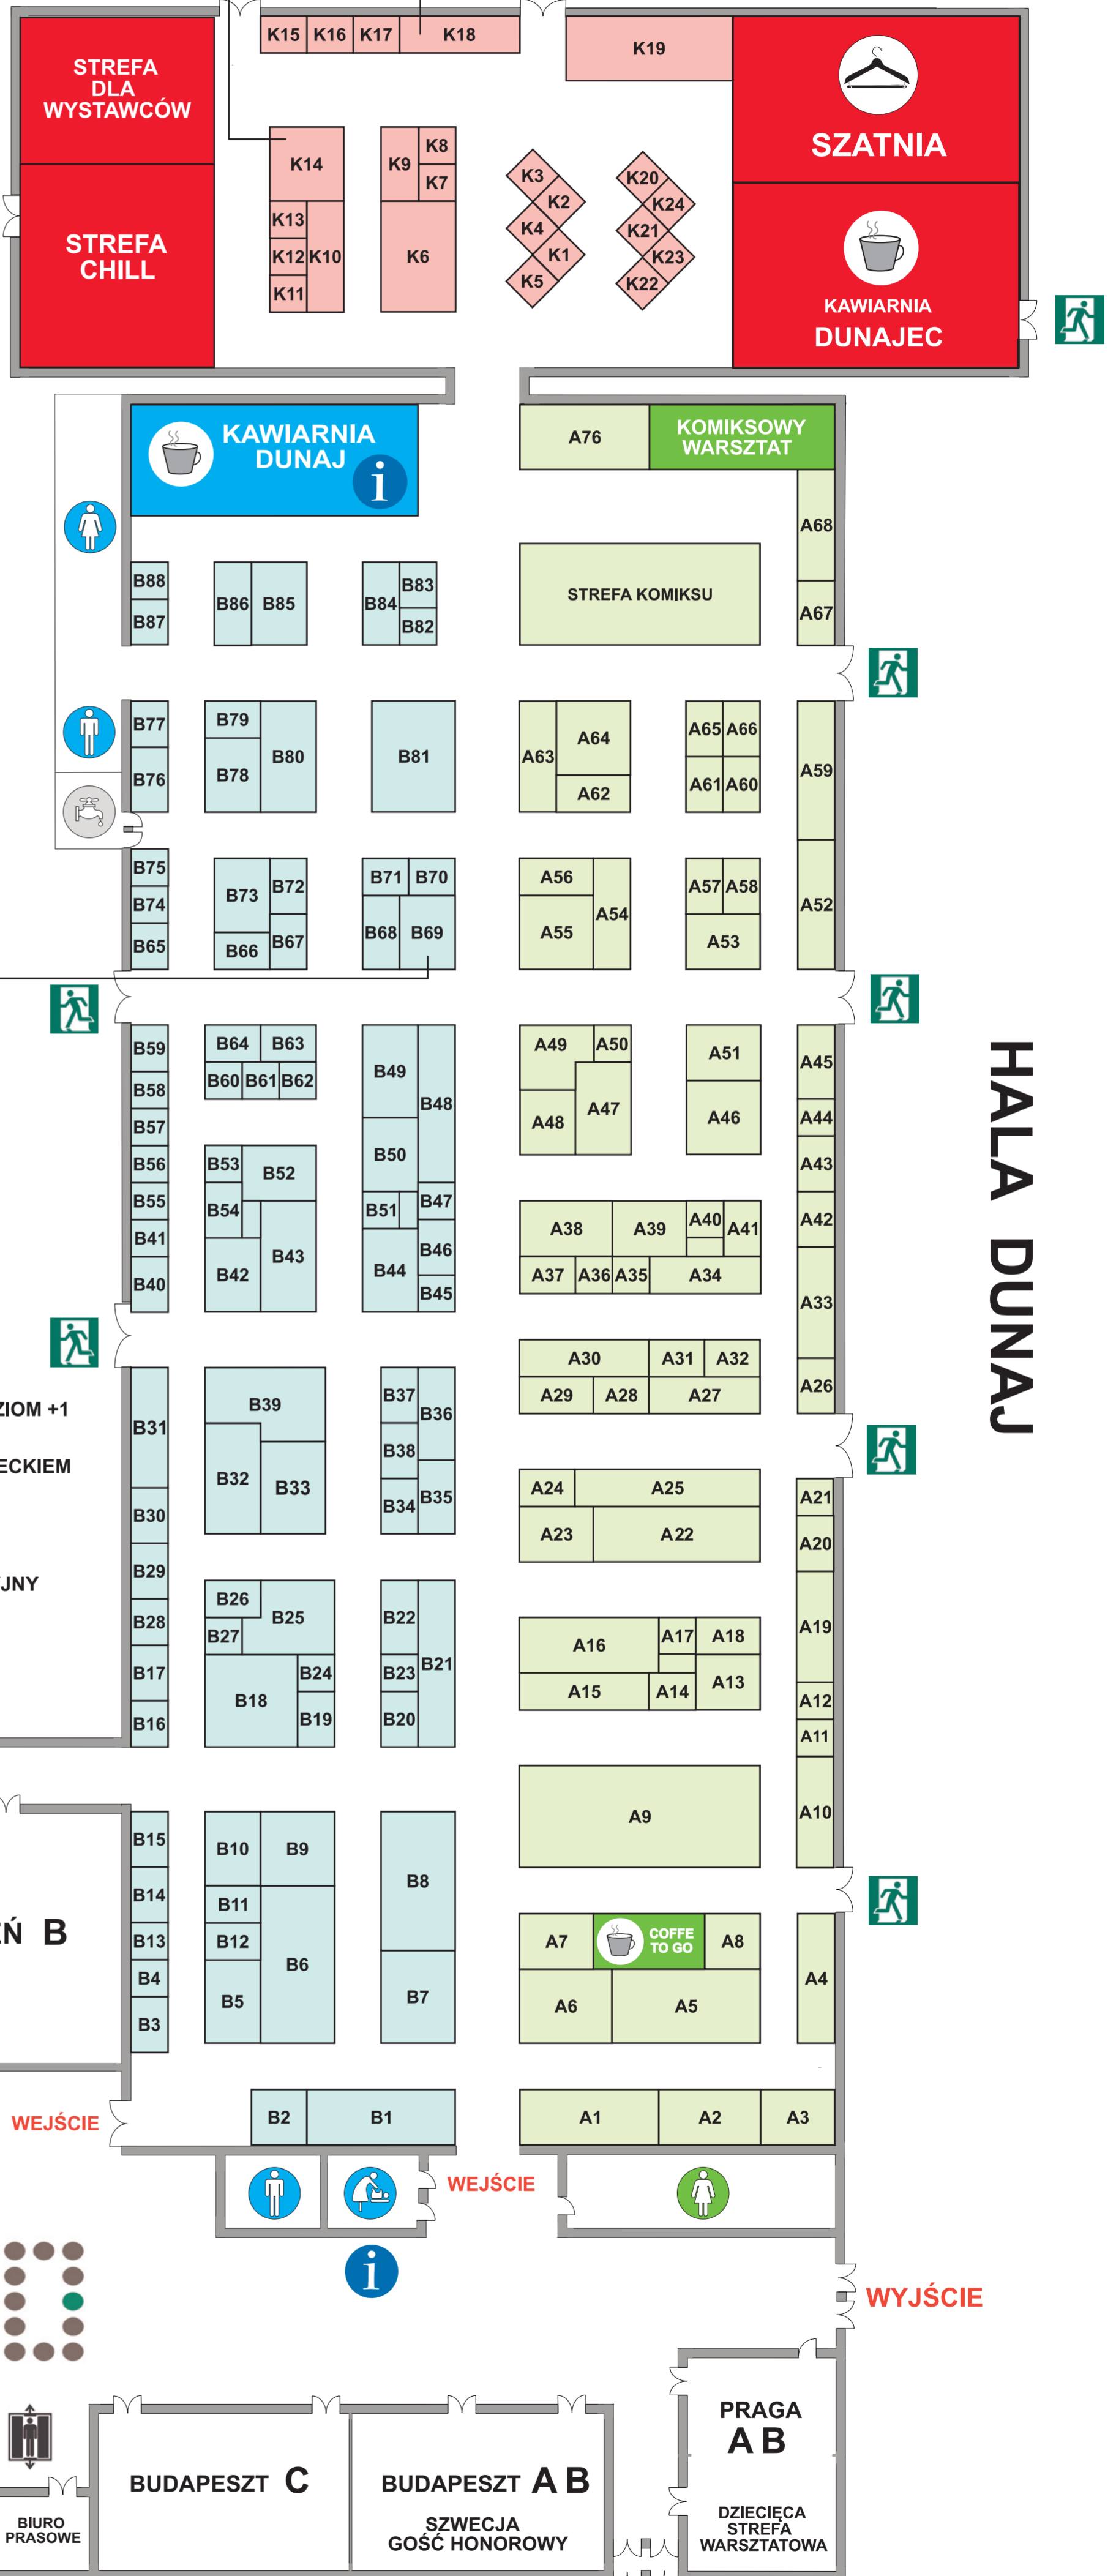 K15 K16 K17 K18
K19
STREFA
DLA
WYSTAWCÓW
SZATNIA
K14 K9 K8
K7
K3 K20
K2 K24
K13 K4 K21
STREFA
CHILL
K12 K10 K6 K1 K23
K11 K5 K22
KAWIARNIA
DUNAJEC
KAWIARNIA
DUNAJ
i
A76
KOMIKSOWY
WARSZTAT
A68
B88 B86 B85 B84 B83
STREFA KOMIKSU
B87 B82 A67
B77 B79 A64 A65 A66
B78 B80 B81 A63 A59
B76 A62 A61 A60
B75 B73 B72 B71 B70 A56 A57 A58
B74 A54 A52
B65 B66 B67 B68 B69 A55 A53
HALA DUNAJ
B59 B64 B63 A49 A50 A51 A45
B58 B60 B61 B62 B49 B48 A44
B57 A48 A47 A46
B56 B53 B52 B50 A43
B55 B54 B51 B47 A38 A39 A40 A41 A42
B41 B43 B46
B40 B42 B44 B45 A37 A36 A35 A34 A33
A30 A31 A32
B37 B36 A29 A28 A27 A26
ZIOM +1
B31 B39
ECKIEM
B38
B32 B33 B34 B35 A24 A25 A21
B30 A23 A22 A20
B29
JNY
B26 B25 B22
B28 B27 B21 A16 A17 A18 A19
B17 B24 B23
B18 B19 B20 A15 A14 A13 A12
B16 A11
B15 B10 B9 A9 A10
B14 B11 B8
Ń B
B13 B12 A7
COFFE
TO GO
A8
B4 B6 A4
B3 B5 B7 A6 A5
WEJŚCIE
B2 B1 A1 A2 A3
WEJŚCIE
i
WYJŚCIE
PRAGA
A B
BUDAPESZT C
BUDAPESZT A B
SZWECJA
GOŚĆ HONOROWY
DZIECIĘCA
STREFA
WARSZTATOWA
BIURO
PRASOWE